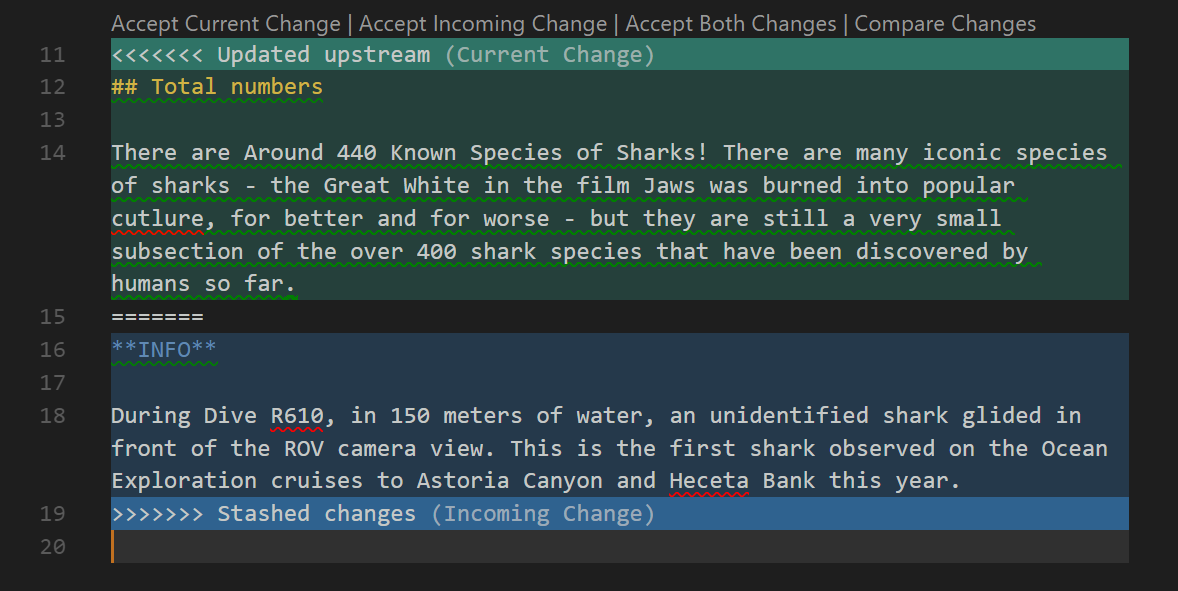 Accept Current Change | Accept Incoming Change | Accept Both Changes | Compare Changes
11 <<<<<<< Updated upstream (Current Change)
12 ## Total numbers
13
14 There are Around 440 Known Species of Sharks! There are many iconic species
of sharks - the Great White in the film Jaws was burned into popular
cutlure, for better and for worse - but they are still a very small
subsection of the over 400 shark species that have been discovered by
humans so far.
15 =======
16 **INFO**
17
18 During Dive R610, in 150 meters of water, an unidentified shark glided in
front of the ROV camera view. This is the first shark observed on the Ocean
Exploration cruises to Astoria Canyon and Heceta Bank this year.
19 >>>>>>> Stashed changes (Incoming Change)
20